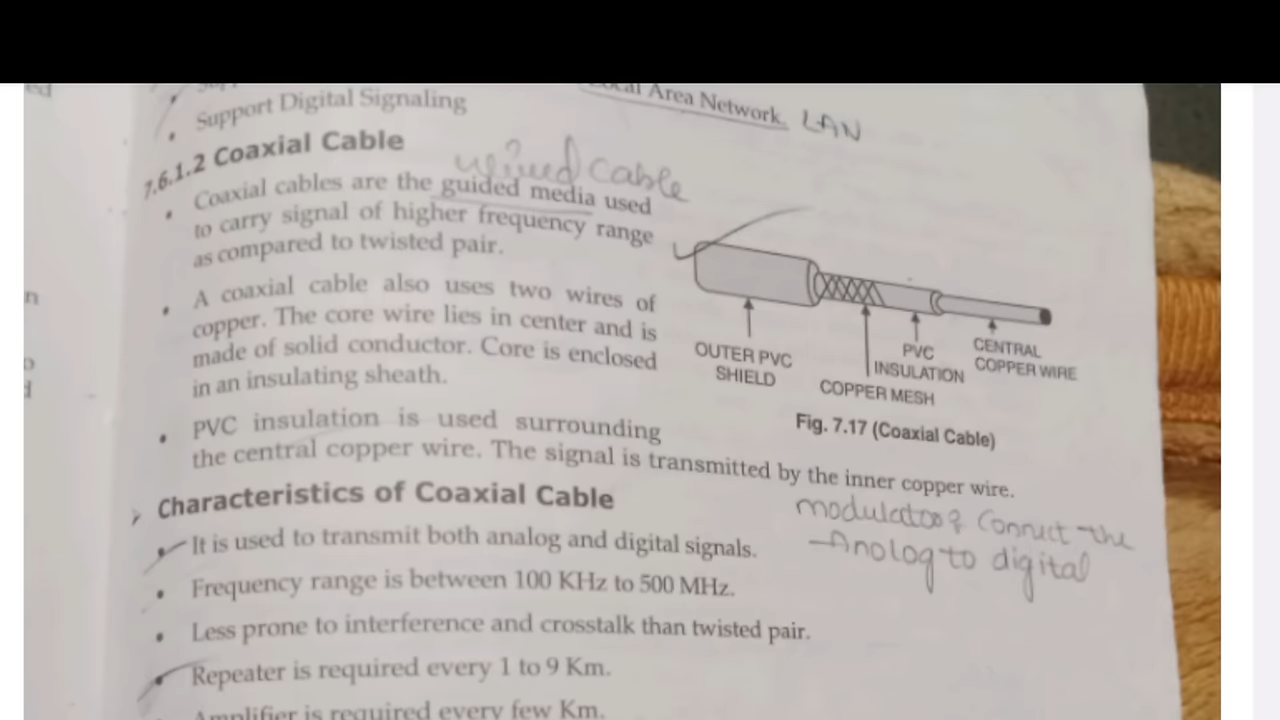 Support Digital Signaling
Area Network. LAN
7.6.1.2 Coaxial Cable
wired cable
• Coaxial cables are the guided media used
to carry signal of higher frequency range
as compared to twisted pair.
• A coaxial cable also uses two wires of
copper. The core wire lies in center and is
made of solid conductor. Core is enclosed
in an insulating sheath.
OUTER PVC
SHIELD
COPPER MESH
PVC
INSULATION
CENTRAL
COPPER WIRE
Fig. 7.17 (Coaxial Cable)
• PVC insulation is used surrounding
the central copper wire. The signal is transmitted by the inner copper wire.
Characteristics of Coaxial Cable
• It is used to transmit both analog and digital signals.
• Frequency range is between 100 KHz to 500 MHz.
• Less prone to interference and crosstalk than twisted pair.
Repeater is required every 1 to 9 Km.
Amplifier is required every few Km.
the
Analog to digital